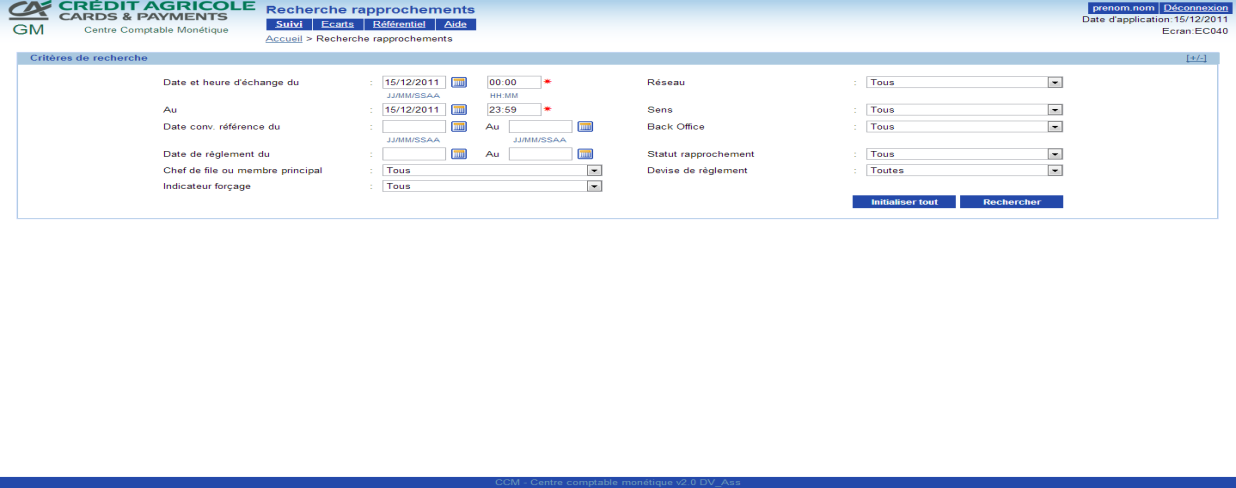 CRÉDIT AGRICOLE
CARDS & PAYMENTS
GM Centre Comptable Monétique
Recherche rapprochements
Suivi Ecarts Référentiel Aide
Accueil > Recherche rapprochements
prenom.nom Déconnexion
Date d'application:15/12/2011
Ecran:EC040
Critères de recherche [+/-]
Date et heure d'échange du : 15/12/2011 00:00 * Réseau : Tous
JJ/MM/SSAA HH:MM
Au : 15/12/2011 23:59 * Sens : Tous
Date conv. référence du : Au Back Office : Tous
JJ/MM/SSAA JJ/MM/SSAA
Date de règlement du : Au Statut rapprochement : Tous
Chef de file ou membre principal : Tous Devise de règlement : Toutes
Indicateur forçage : Tous
Initialiser tout Rechercher
CCM - Centre comptable monétique v2.0 DV_Ass